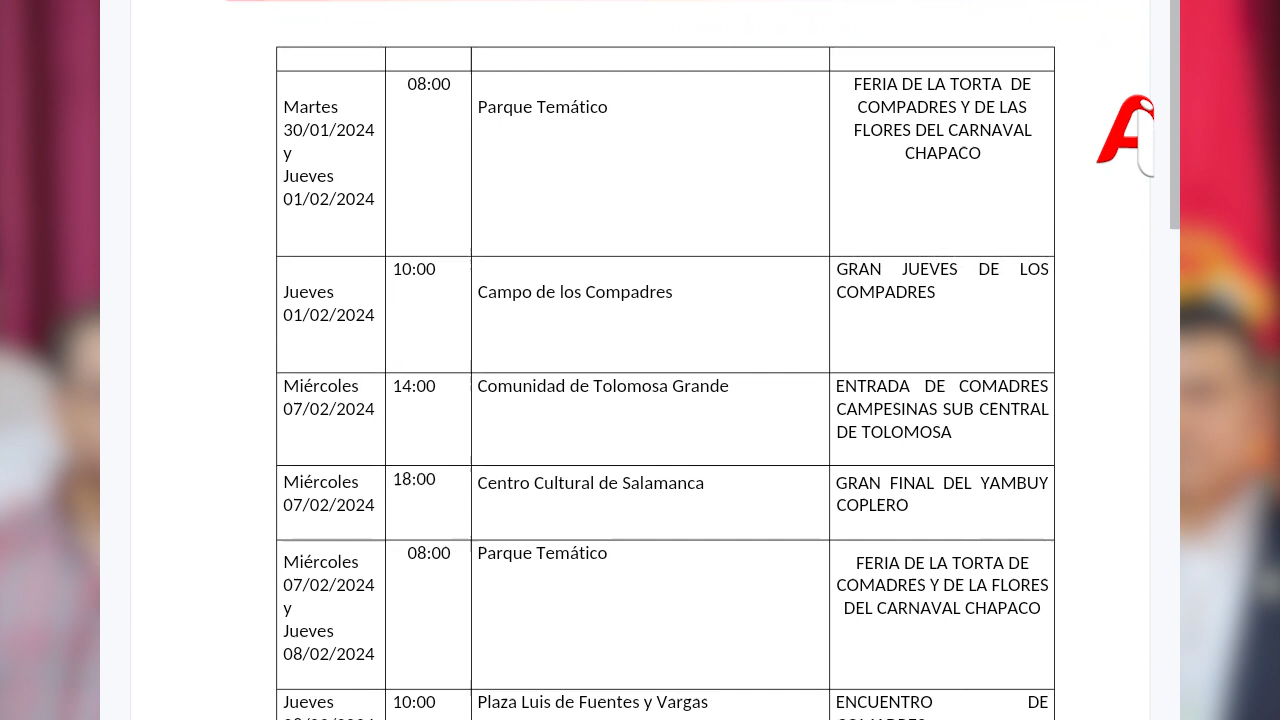 08:00
Martes
30/01/2024
y
Jueves
01/02/2024
Parque Temático
FERIA DE LA TORTA DE
COMPADRES Y DE LAS
FLORES DEL CARNAVAL
CHAPACO
10:00
Jueves
01/02/2024
Campo de los Compadres
GRAN JUEVES DE LOS
COMPADRES
Miércoles
07/02/2024
14:00
Comunidad de Tolomosa Grande
ENTRADA DE COMADRES
CAMPESINAS SUB CENTRAL
DE TOLOMOSA
Miércoles
07/02/2024
18:00
Centro Cultural de Salamanca
GRAN FINAL DEL YAMBUY
COPLERO
Miércoles
07/02/2024
y
Jueves
08/02/2024
08:00
Parque Temático
FERIA DE LA TORTA DE
COMADRES Y DE LA FLORES
DEL CARNAVAL CHAPACO
Jueves
10:00
Plaza Luis de Fuentes y Vargas
ENCUENTRO DE